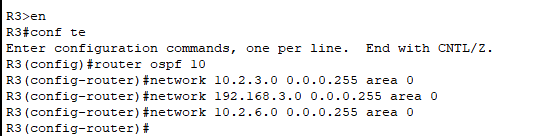 R3>en
R3#conf te
Enter configuration commands, one per line.  End with CNTL/Z.
R3(config)#router ospf 10
R3(config-router)#network 10.2.3.0 0.0.0.255 area 0
R3(config-router)#network 192.168.3.0 0.0.0.255 area 0
R3(config-router)#network 10.2.6.0 0.0.0.255 area 0
R3(config-router)#